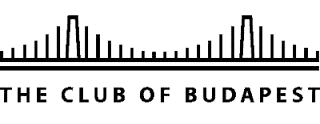 THE CLUB OF BUDAPEST